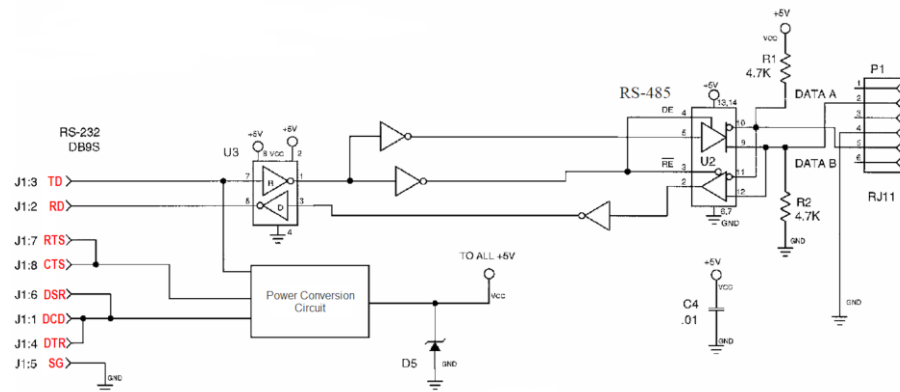 +5V
VCC
R1
4.7K
P1
RS-485
+5V
13,14
DATA A
1
2
3
4
5
6
RJ11
DE
4
5
10
9
U2
DATA B
RE
3
2
11
12
6,7
GND
R2
4.7K
GND
RS-232
DB9S
U3
+5V
+5V
8 VCC
2
J1:3 TD
7
R
1
J1:2 RD
D
3
4
J1:7 RTS
J1:8 CTS
J1:6 DSR
J1:1 DCD
J1:4 DTR
J1:5 SG
GND
Power Conversion
Circuit
TO ALL +5V
VCC
D5
GND
+5V
VCC
C4
.01
GND
GND